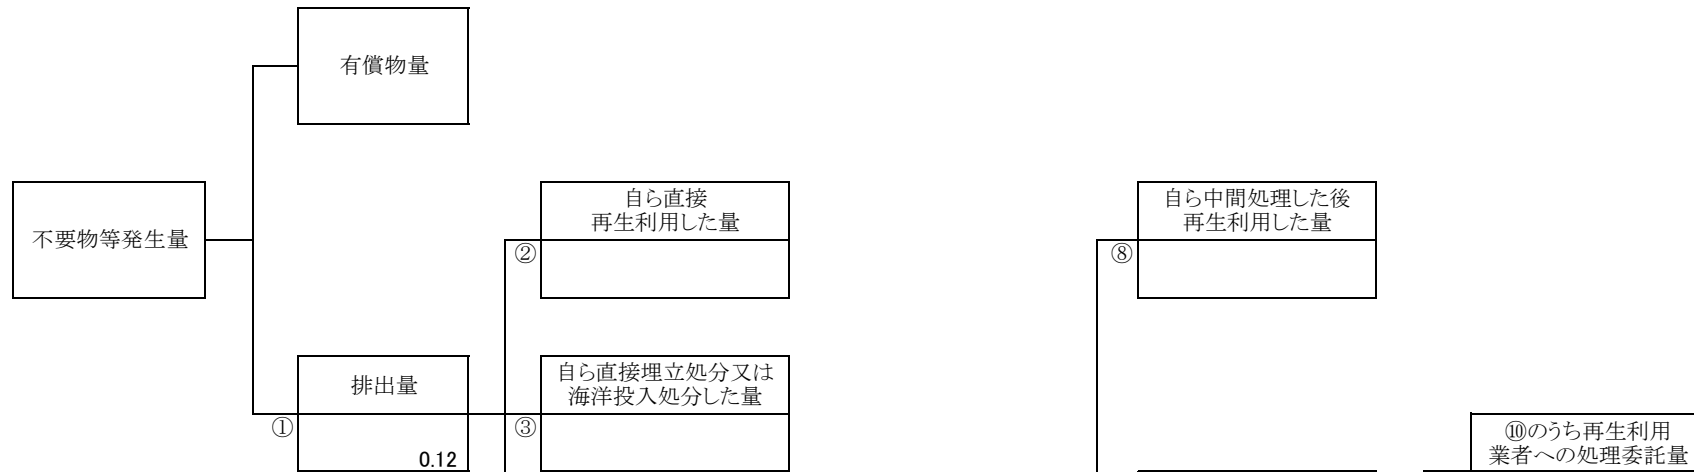 有償物量
不要物等発生量
自ら直接
再生利用した量
②
自ら中間処理した後
再生利用した量
⑧
排出量
①
0.12
自ら直接埋立処分又は
海洋投入処分した量
③
⑩のうち再生利用
業者への処理委託量